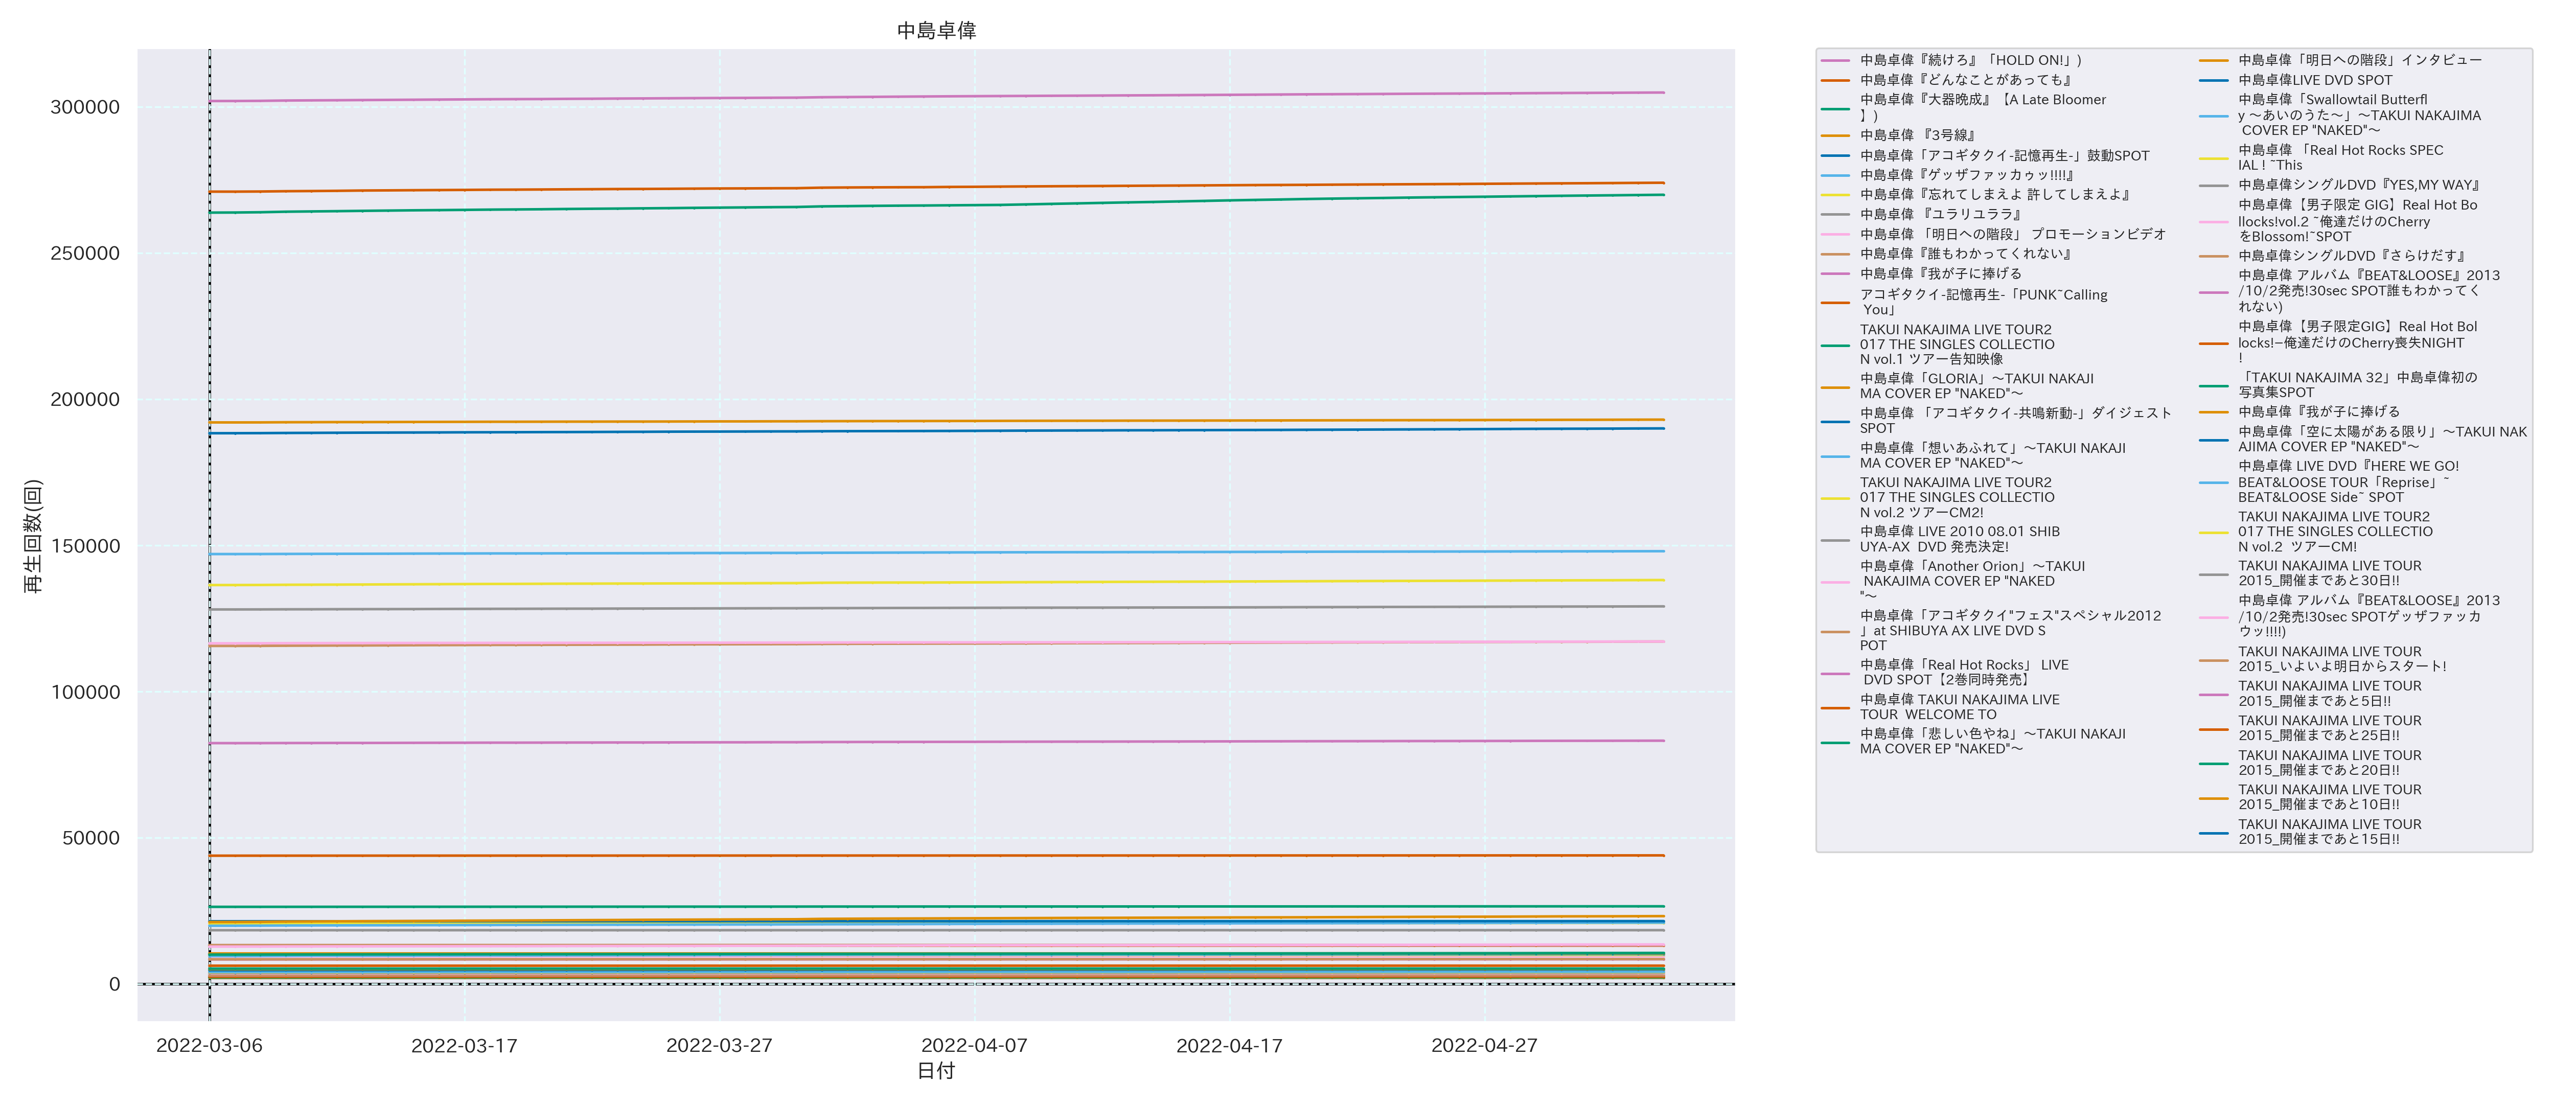 中島卓偉
300000
250000
200000
150000
100000
50000
0
再生回数(回)
2022-03-06
2022-03-17
2022-03-27
2022-04-07
2022-04-17
2022-04-27
日付
中島卓偉『続けろ』「HOLD ON!」)
中島卓偉『どんなことがあっても』
中島卓偉『大器晩成』【A Late Bloomer
】)
中島卓偉 『3号線』
中島卓偉「アコギタクイ-記憶再生-」鼓動SPOT
中島卓偉『ゲッザファッカゥッ!!!!』
中島卓偉『忘れてしまえよ 許してしまえよ』
中島卓偉 『ユラリユララ』
中島卓偉 「明日への階段」 プロモーションビデオ
中島卓偉『誰もわかってくれない』
中島卓偉『我が子に捧げる
アコギタクイ-記憶再生-「PUNK~Calling
You」
TAKUI NAKAJIMA LIVE TOUR2
017 THE SINGLES COLLECTIO
N vol.1 ツアー告知映像
中島卓偉「GLORIA」～TAKUI NAKAJI
MA COVER EP "NAKED"～
中島卓偉 「アコギタクイ-共鳴新動-」ダイジェスト
SPOT
中島卓偉「想いあふれて」～TAKUI NAKAJI
MA COVER EP "NAKED"～
TAKUI NAKAJIMA LIVE TOUR2
017 THE SINGLES COLLECTIO
N vol.2 ツアーCM2!
中島卓偉 LIVE 2010 08.01 SHIB
UYA-AX  DVD 発売決定!
中島卓偉「Another Orion」～TAKUI
NAKAJIMA COVER EP "NAKED
"～
中島卓偉「アコギタクイ"フェス"スペシャル2012
」at SHIBUYA AX LIVE DVD S
POT
中島卓偉「Real Hot Rocks」 LIVE
DVD SPOT【2巻同時発売】
中島卓偉 TAKUI NAKAJIMA LIVE
TOUR  WELCOME TO
中島卓偉「悲しい色やね」～TAKUI NAKAJI
MA COVER EP "NAKED"～
中島卓偉「明日への階段」インタビュー
中島卓偉LIVE DVD SPOT
中島卓偉「Swallowtail Butterfl
y ～あいのうた～」～TAKUI NAKAJIMA
COVER EP "NAKED"～
中島卓偉 「Real Hot Rocks SPEC
IAL ! ~This
中島卓偉シングルDVD『YES,MY WAY』
中島卓偉【男子限定 GIG】Real Hot Bo
llocks!vol.2 ~俺達だけのCherry
をBlossom!~SPOT
中島卓偉シングルDVD『さらけだす』
中島卓偉 アルバム『BEAT&LOOSE』2013
/10/2発売!30sec SPOT誰もわかってく
れない)
中島卓偉【男子限定GIG】Real Hot Bol
locks!−俺達だけのCherry喪失NIGHT
!
「TAKUI NAKAJIMA 32」中島卓偉初の
写真集SPOT
中島卓偉『我が子に捧げる
中島卓偉「空に太陽がある限り」～TAKUI NAK
AJIMA COVER EP "NAKED"～
中島卓偉 LIVE DVD『HERE WE GO!
BEAT&LOOSE TOUR「Reprise」~
BEAT&LOOSE Side~ SPOT
TAKUI NAKAJIMA LIVE TOUR2
017 THE SINGLES COLLECTIO
N vol.2  ツアーCM!
TAKUI NAKAJIMA LIVE TOUR
2015_開催まであと30日!!
中島卓偉 アルバム『BEAT&LOOSE』2013
/10/2発売!30sec SPOTゲッザファッカ
ウッ!!!!)
TAKUI NAKAJIMA LIVE TOUR
2015_いよいよ明日からスタート!
TAKUI NAKAJIMA LIVE TOUR
2015_開催まであと5日!!
TAKUI NAKAJIMA LIVE TOUR
2015_開催まであと25日!!
TAKUI NAKAJIMA LIVE TOUR
2015_開催まであと20日!!
TAKUI NAKAJIMA LIVE TOUR
2015_開催まであと10日!!
TAKUI NAKAJIMA LIVE TOUR
2015_開催まであと15日!!